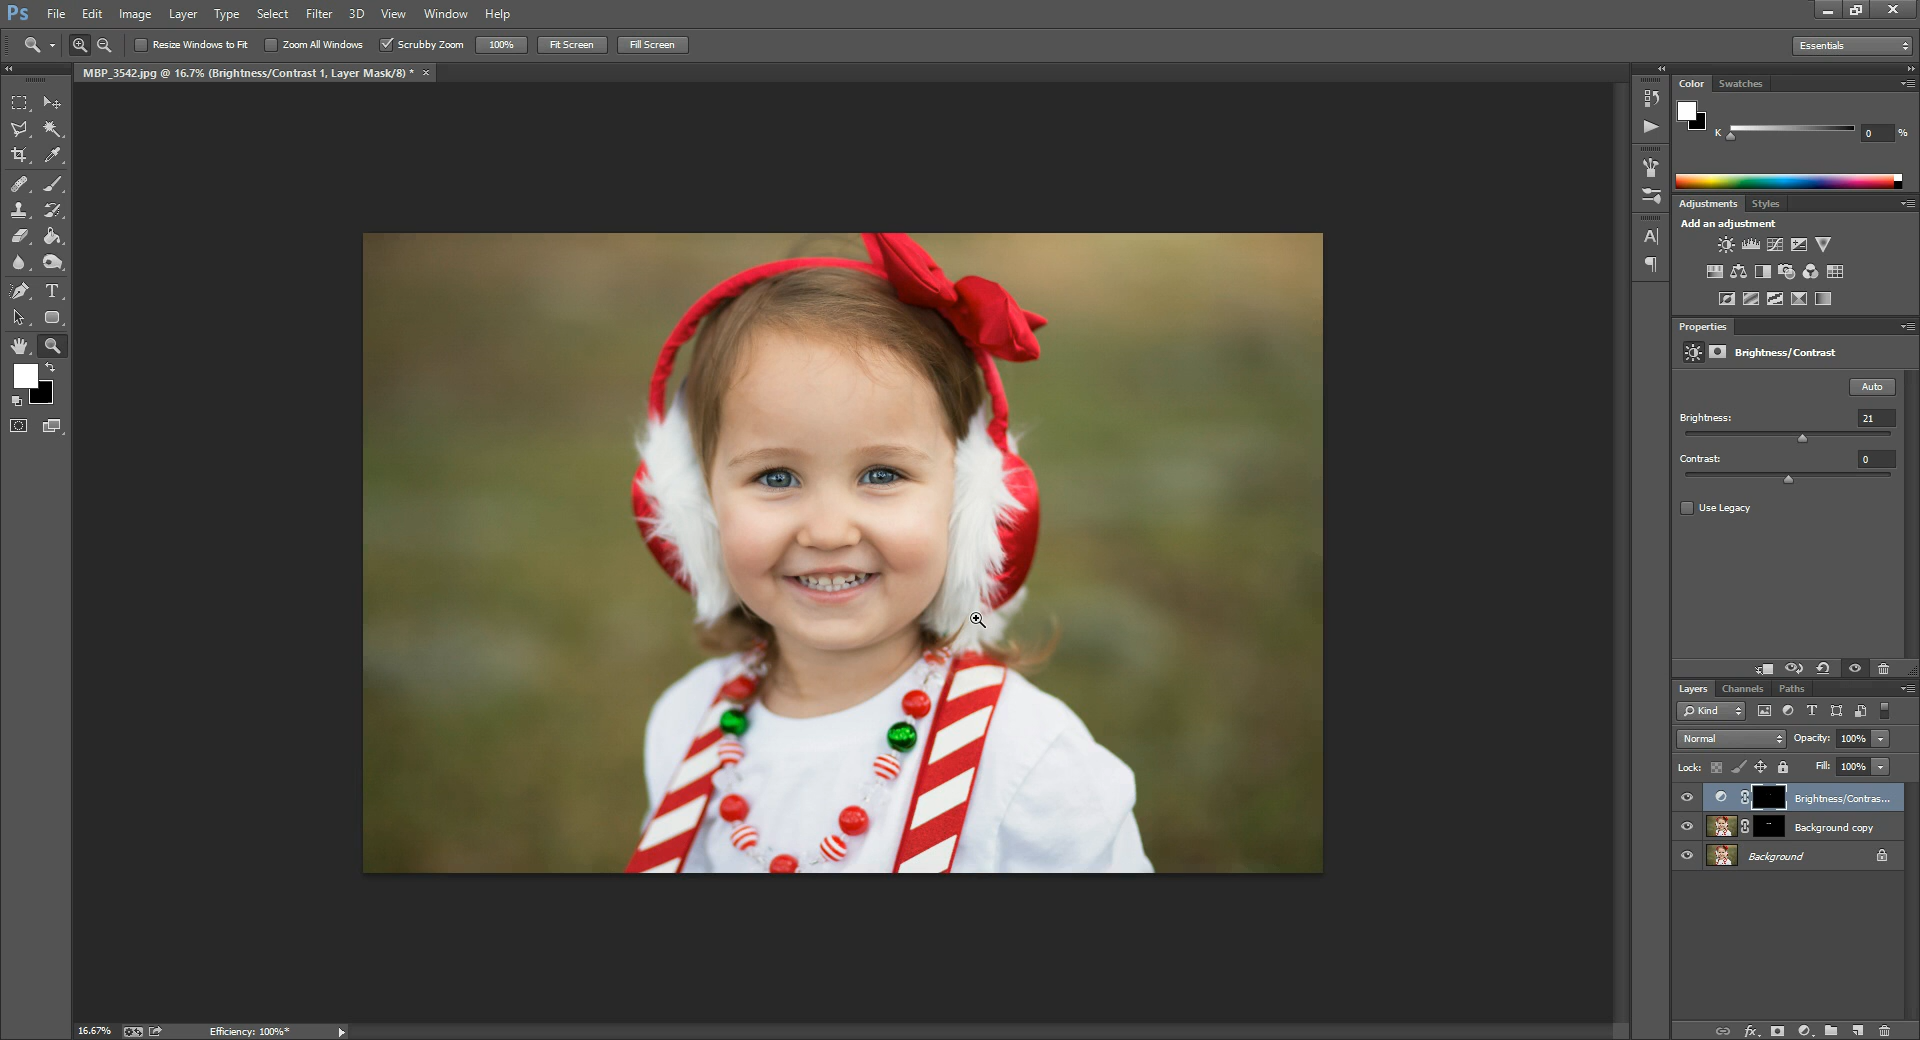 Ps File Edit Image Layer Type Select Filter 3D View Window Help
Resize Windows to Fit Zoom All Windows Scrubby Zoom 100% Fit Screen Fill Screen Essentials
MBP_3542.jpg @ 16.7% (Brightness/Contrast 1, Layer Mask/8) * ×
Color Swatches
K 0 %
Adjustments Styles
Add an adjustment
Properties
Brightness/Contrast
Auto
Brightness: 21
Contrast: 0
Use Legacy
Layers Channels Paths
Kind
Normal Opacity: 100%
Lock: Fill: 100%
Brightness/Contras...
Background copy
Background
16.67% Efficiency: 100%*
fx